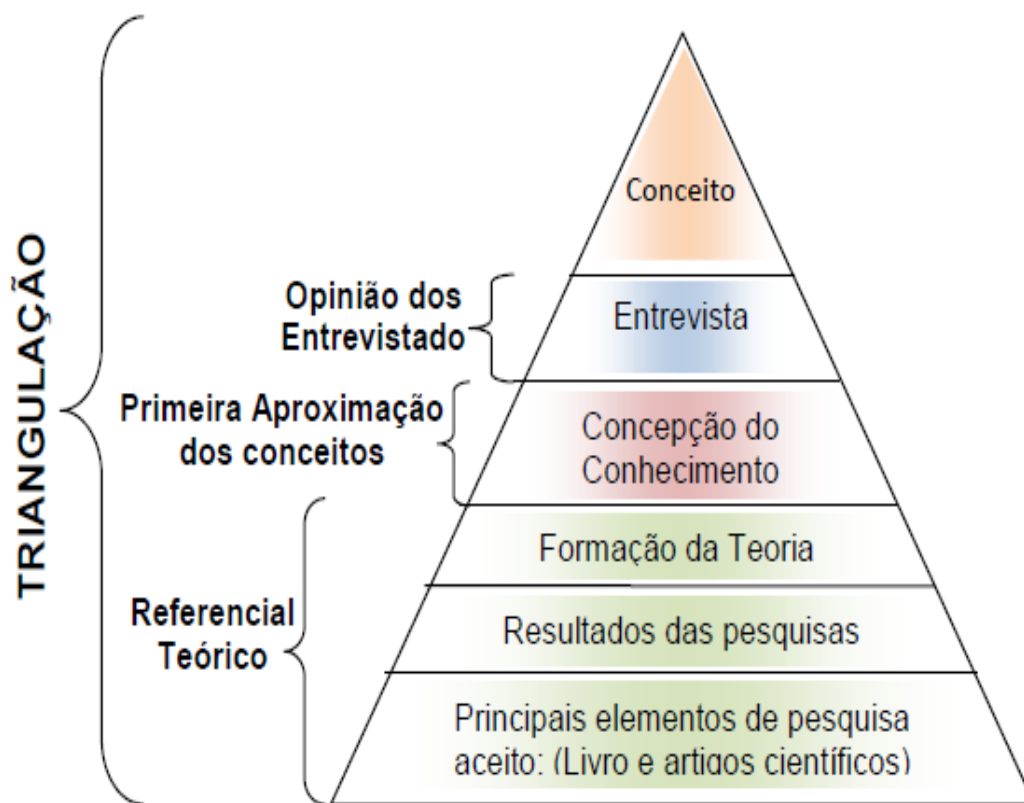 TRIANGULAÇÃO
Conceito
Opinião dos
Entrevistado
Entrevista
Primeira Aproximação
dos conceitos
Concepção do
Conhecimento
Referencial
Teórico
Formação da Teoria
Resultados das pesquisas
Principais elementos de pesquisa
aceito: (Livro e artigos científicos)